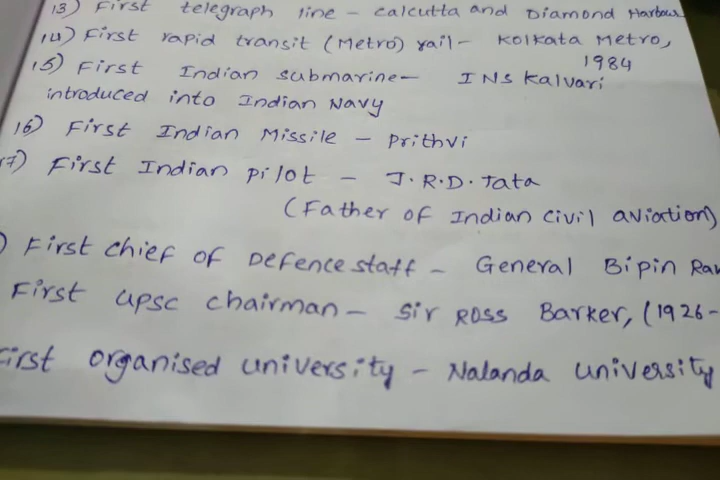 13) First telegraph line - Calcutta and Diamond Harbour
14) First rapid transit (Metro) rail- Kolkata Metro,
1984
15) First Indian submarine- INS Kalvari
introduced into Indian Navy
16) First Indian Missile - Prithvi
17) First Indian pilot - J.R.D. Tata
(Father of Indian civil aviation)
) First chief of Defence staff - General Bipin Raw
First upsc chairman - Sir Ross Barker, (1926-
First organised university - Nalanda university